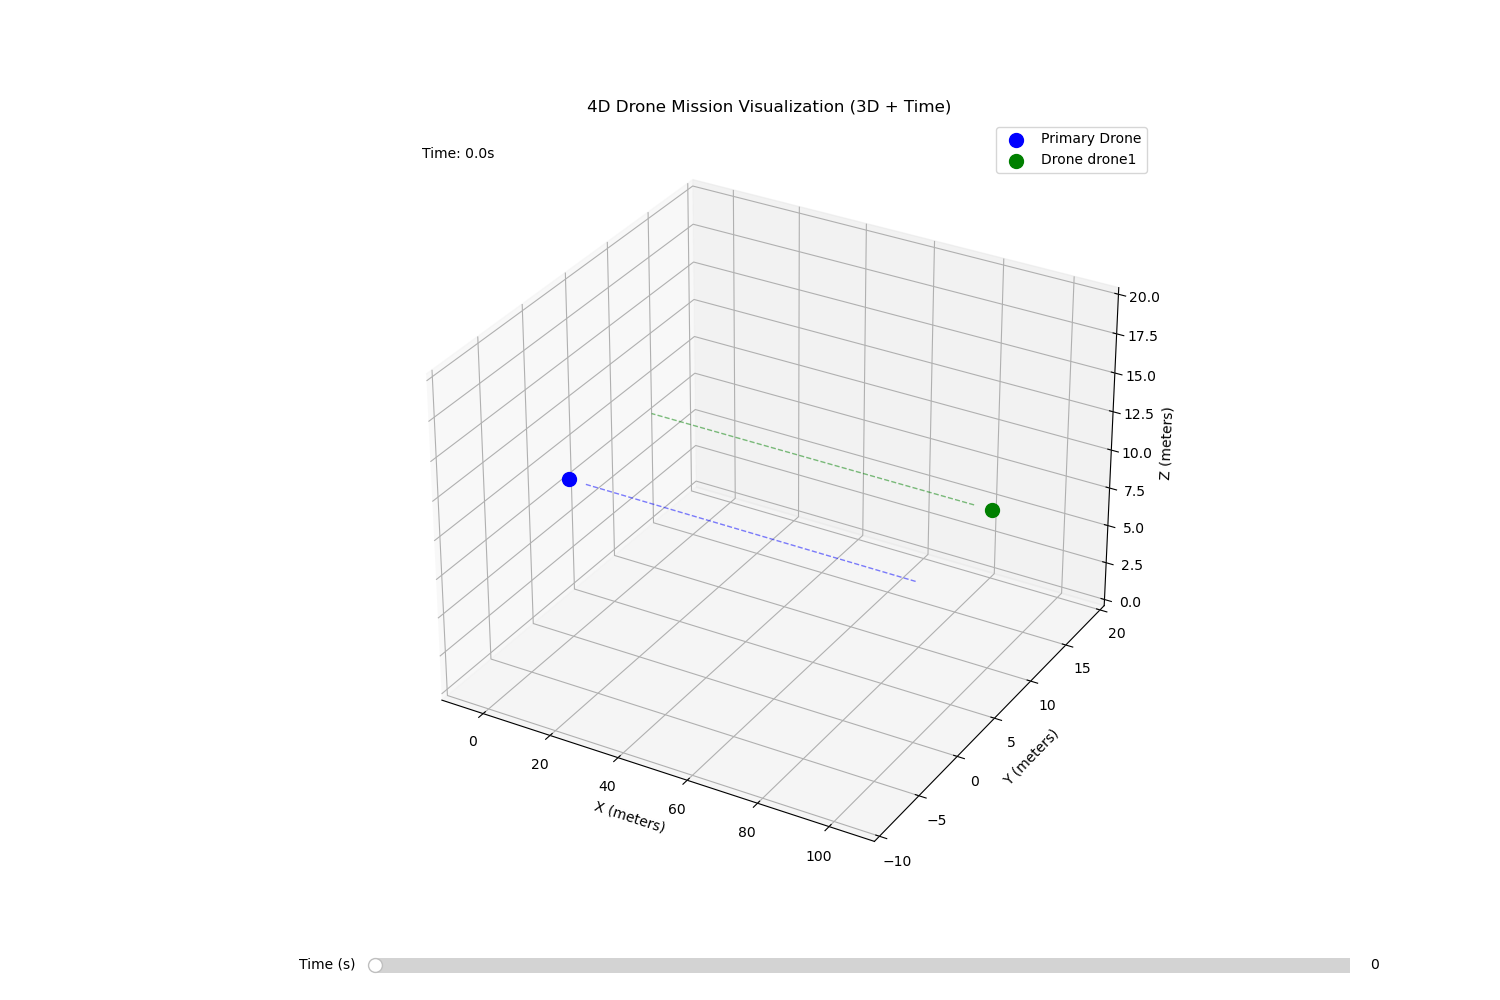 4D Drone Mission Visualization (3D + Time)
Time: 0.0s
Primary Drone
Drone drone1
20.0
17.5
15.0
12.5
10.0
7.5
5.0
2.5
0.0
Z (meters)
20
15
10
5
0
−5
−10
Y (meters)
0
20
40
60
80
100
X (meters)
Time (s)
0